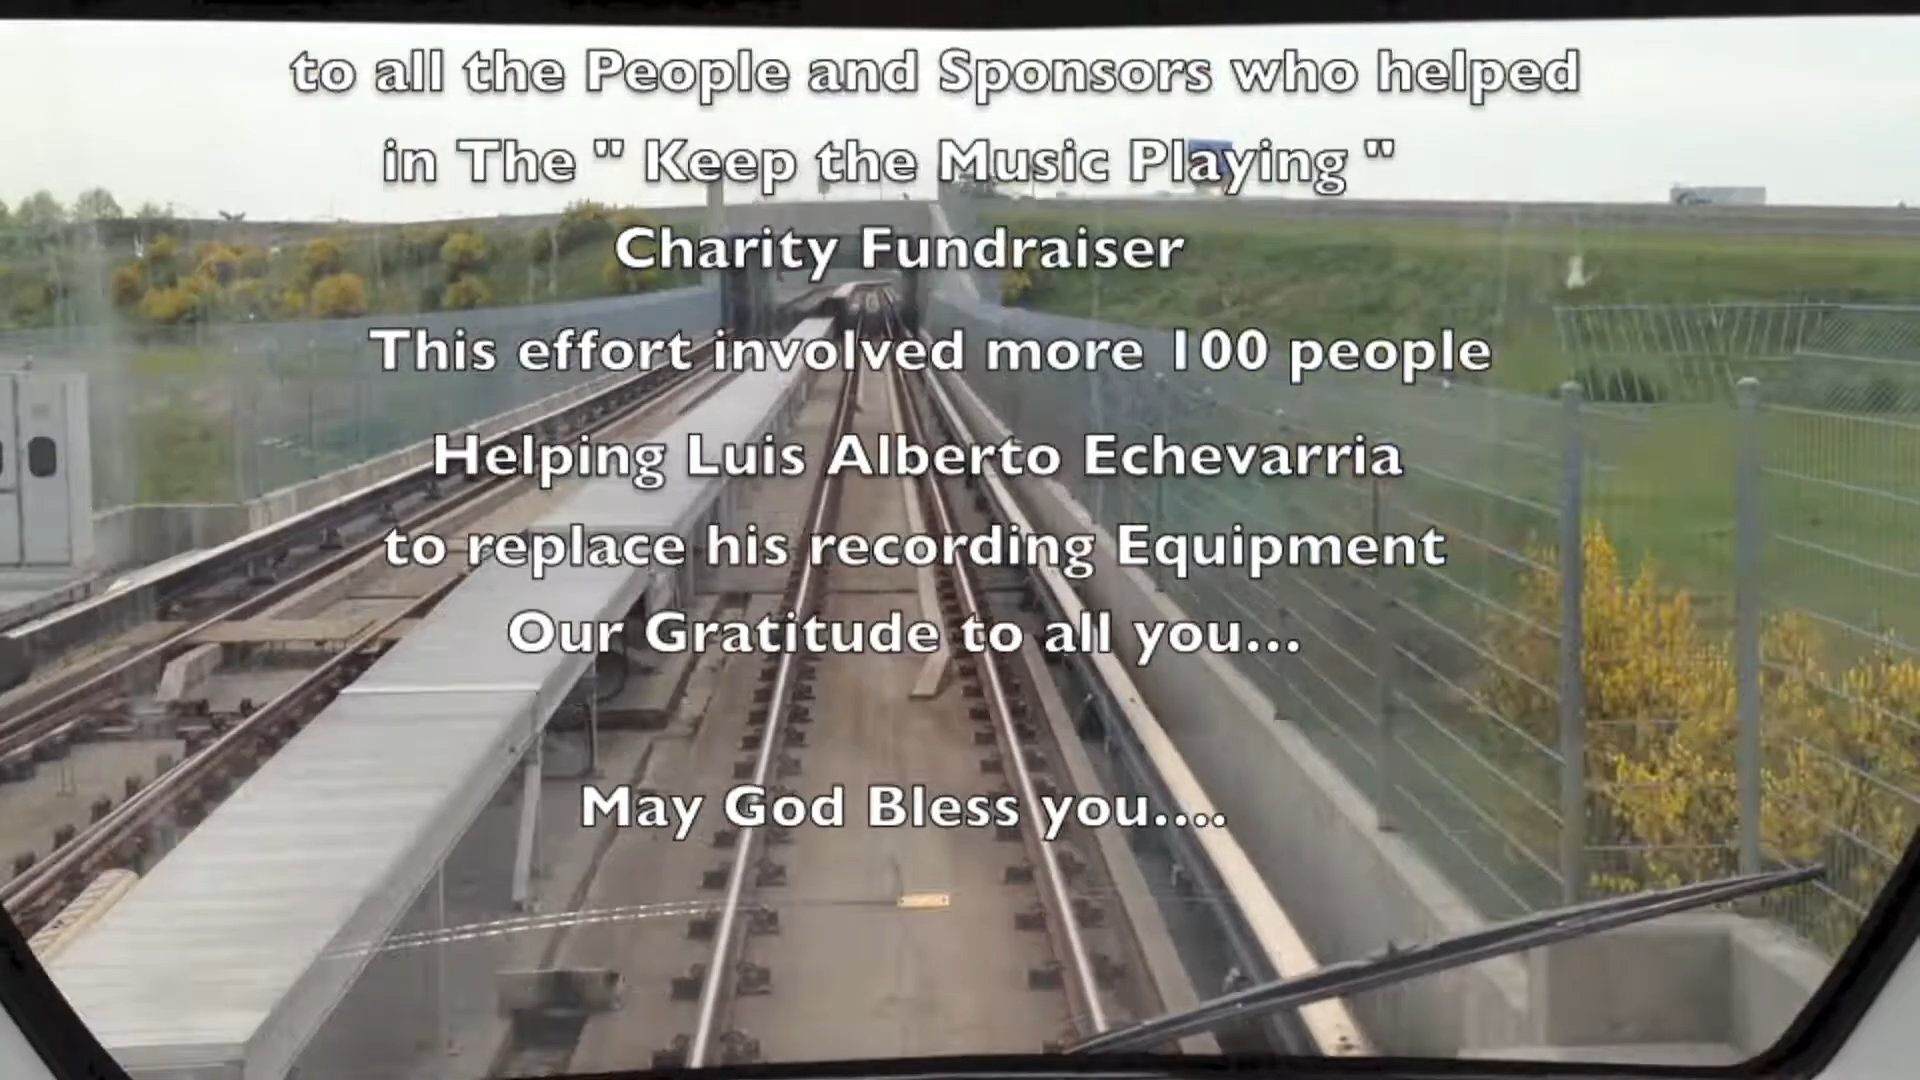 to all the People and Sponsors who helped
in The " Keep the Music Playing "
Charity Fundraiser
This effort involved more 100 people
Helping Luis Alberto Echevarria
to replace his recording Equipment
Our Gratitude to all you...
May God Bless you....